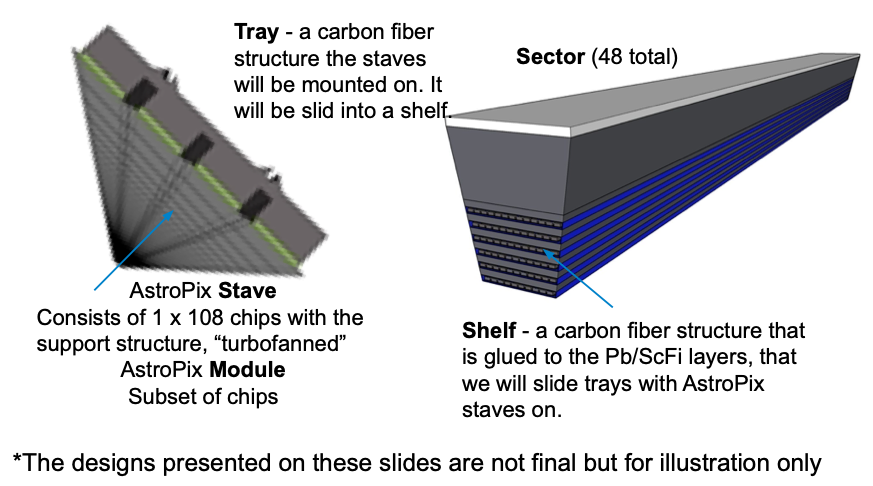 Tray - a carbon fiber
structure the staves
will be mounted on. It
will be slid into a shelf.
Sector (48 total)
AstroPix Stave
Consists of 1 x 108 chips with the
support structure, “turbofanned”
AstroPix Module
Subset of chips
Shelf - a carbon fiber structure that
is glued to the Pb/ScFi layers, that
we will slide trays with AstroPix
staves on.
*The designs presented on these slides are not final but for illustration only